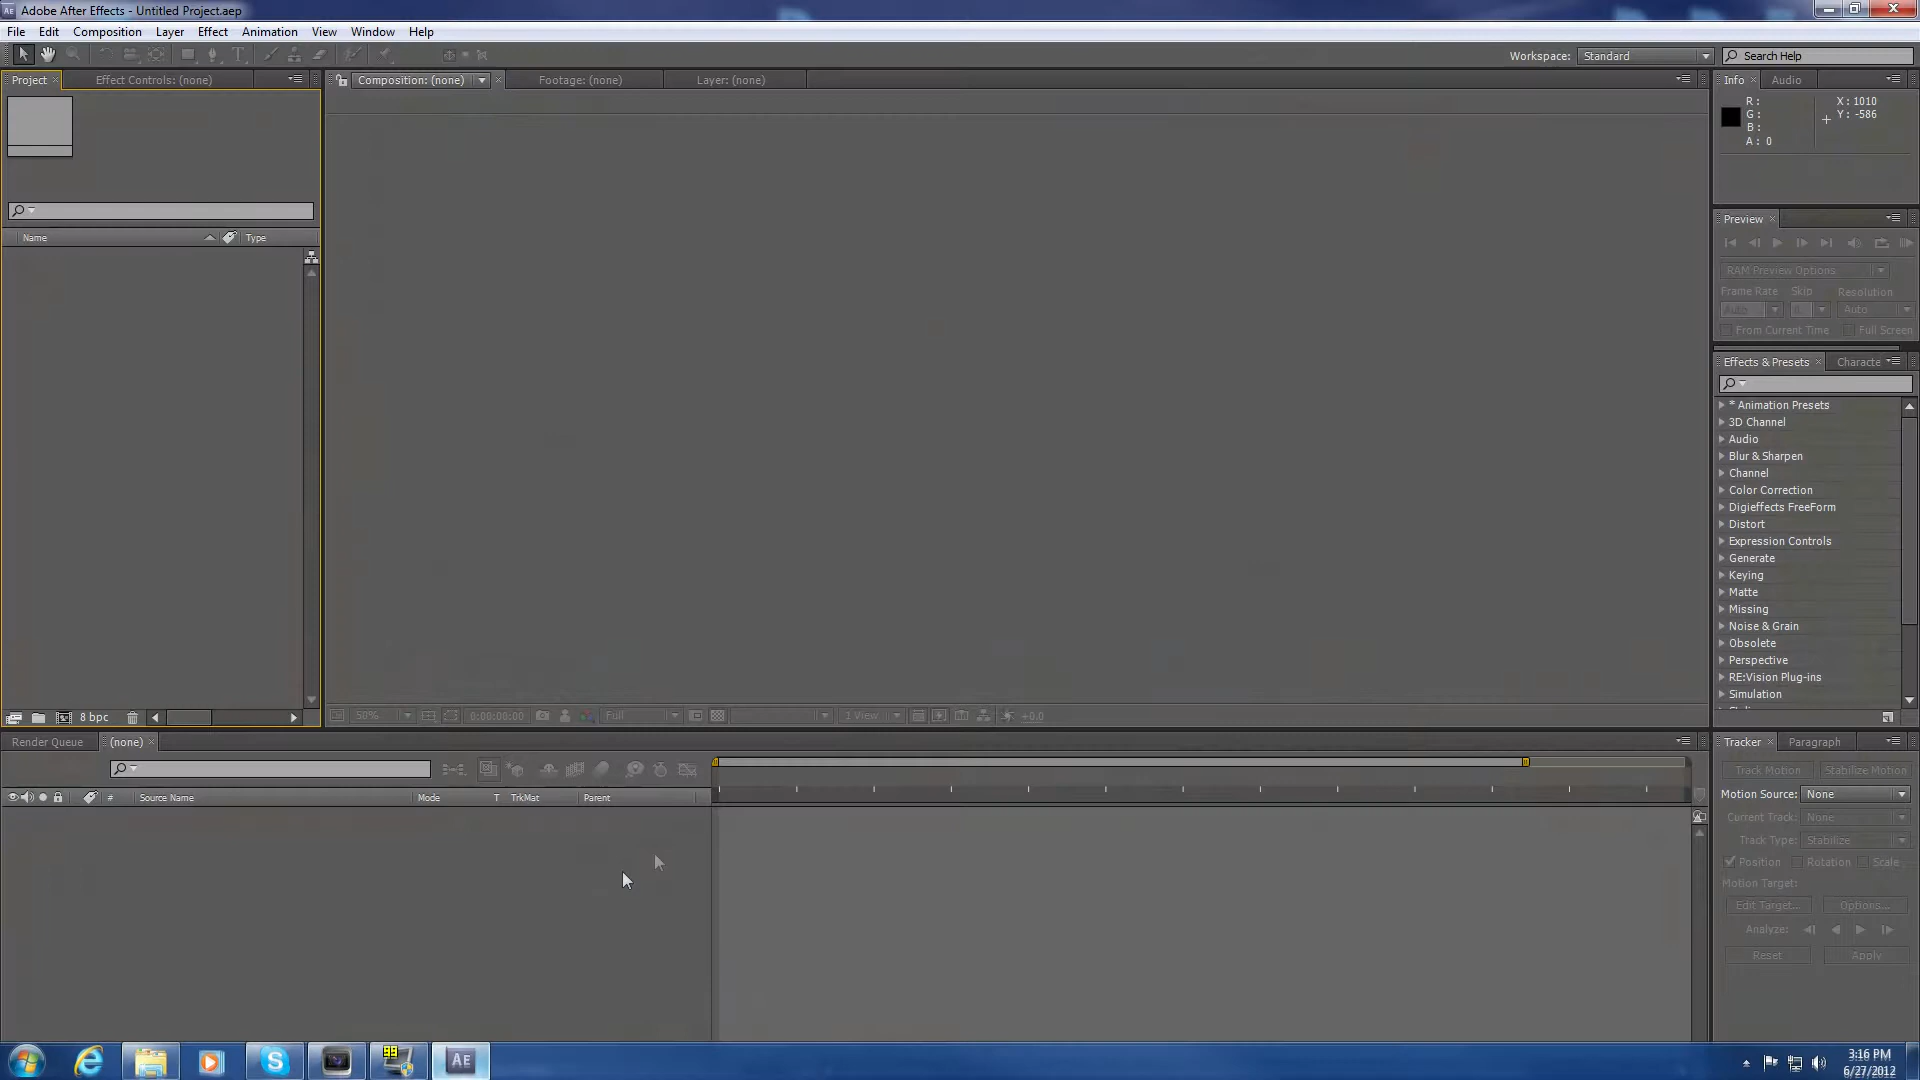 Adobe After Effects - Untitled Project.aep
File Edit Composition Layer Effect Animation View Window Help
Workspace: Standard Search Help
Project Effect Controls: (none) Composition: (none) Footage: (none) Layer: (none) Info Audio
R: X: 1010
G: Y: -586
B:
A: 0
Preview
Name Type
RAM Preview Options
Frame Rate Skip Resolution
Auto Auto
From Current Time Full Screen
Effects & Presets Characte
* Animation Presets
3D Channel
Audio
Blur & Sharpen
Channel
Color Correction
Digieffects FreeForm
Distort
Expression Controls
Generate
Keying
Matte
Missing
Noise & Grain
Obsolete
Perspective
RE:Vision Plug-ins
Simulation
8 bpc 50% 0:00:00:00 Full 1 View +0.0
Render Queue (none) Tracker Paragraph
Track Motion Stabilize Motion
# Source Name Mode T TrkMat Parent
Motion Source: None
Current Track: None
Track Type: Stabilize
Position Rotation Scale
Motion Target:
Edit Target... Options...
Analyze:
Reset Apply
AE
3:16 PM
6/27/2012